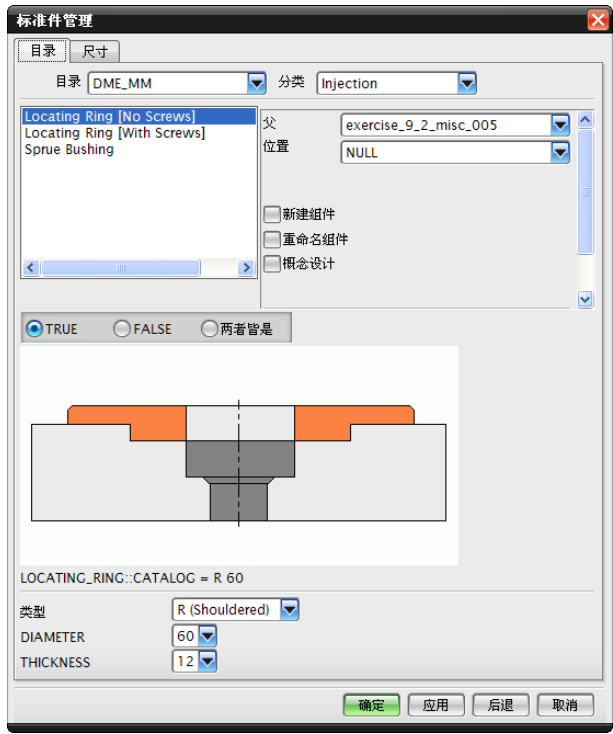 标准件管理
目录 尺寸
目录 DME_MM 分类 Injection
Locating Ring [No Screws]
Locating Ring [With Screws]
Sprue Bushing
父 exercise_9_2_misc_005
位置 NULL
新建组件
重命名组件
概念设计
TRUE FALSE 两者皆是
LOCATING_RING::CATALOG = R 60
类型 R (Shouldered)
DIAMETER 60
THICKNESS 12
确定 应用 后退 取消